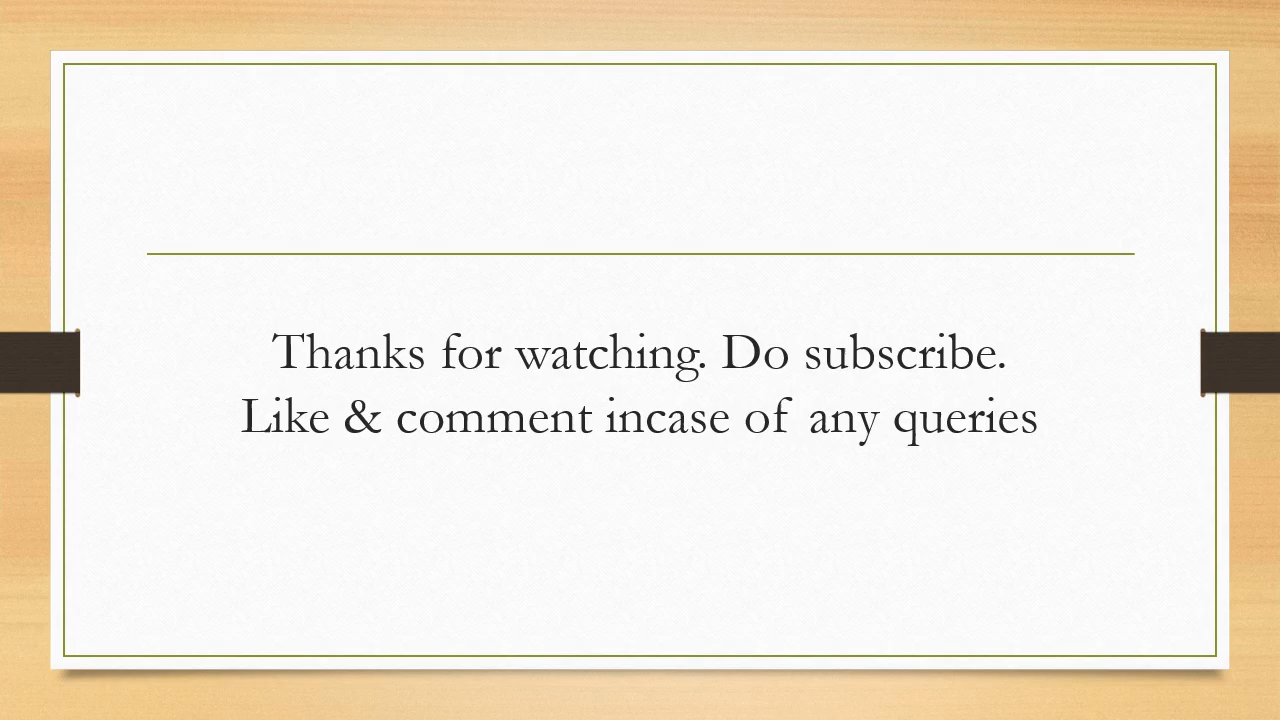 Thanks for watching. Do subscribe.
Like & comment incase of any queries